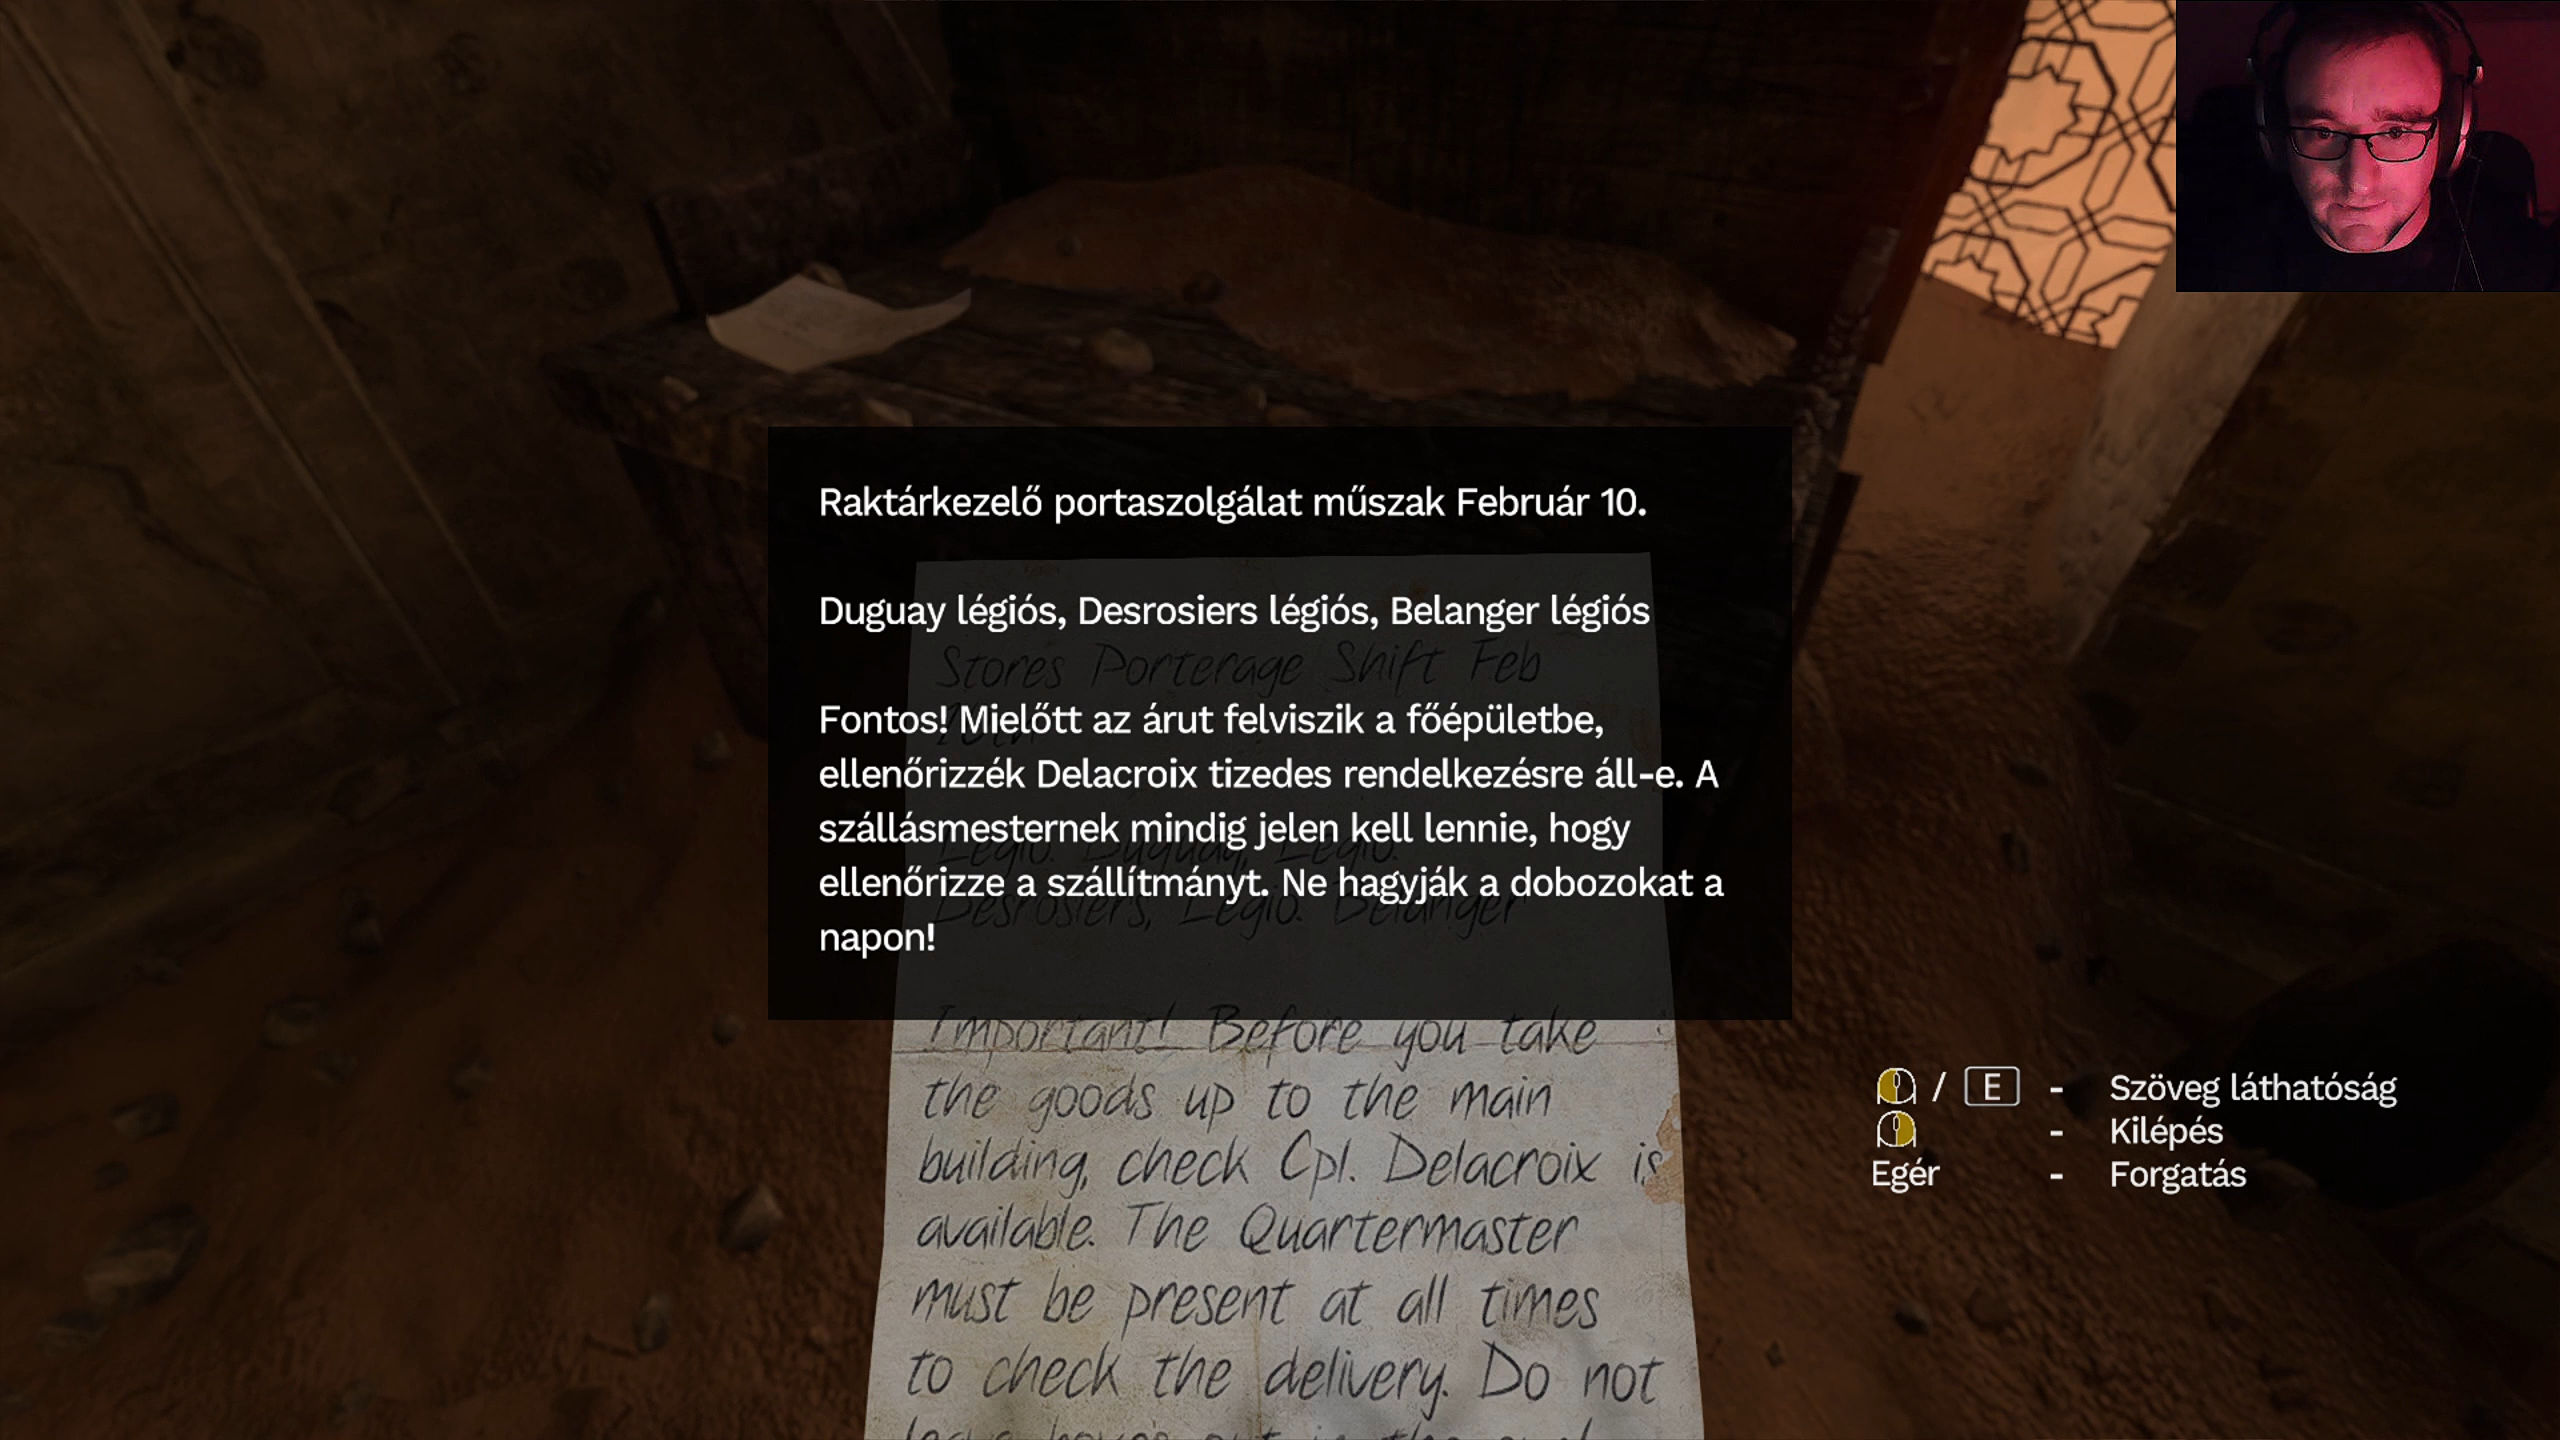 Raktárkezelő portaszolgálat műszak Február 10.
Duguay légiós, Desrosiers légiós, Belanger légiós
Fontos! Mielőtt az árut felviszik a főépületbe,
ellenőrizzék Delacroix tizedes rendelkezésre áll-e. A
szállásmesternek mindig jelen kell lennie, hogy
ellenőrizze a szállítmányt. Ne hagyják a dobozokat a
napon!
Stores Porterage Shift Feb
10th
Légio. Duguay, Légio.
Desrosiers, Légio. Belanger
Important! Before you take
the goods up to the main
building, check Cpl. Delacroix is
available. The Quartermaster
must be present at all times
to check the delivery. Do not
/ E - Szöveg láthatóság
- Kilépés
Egér - Forgatás